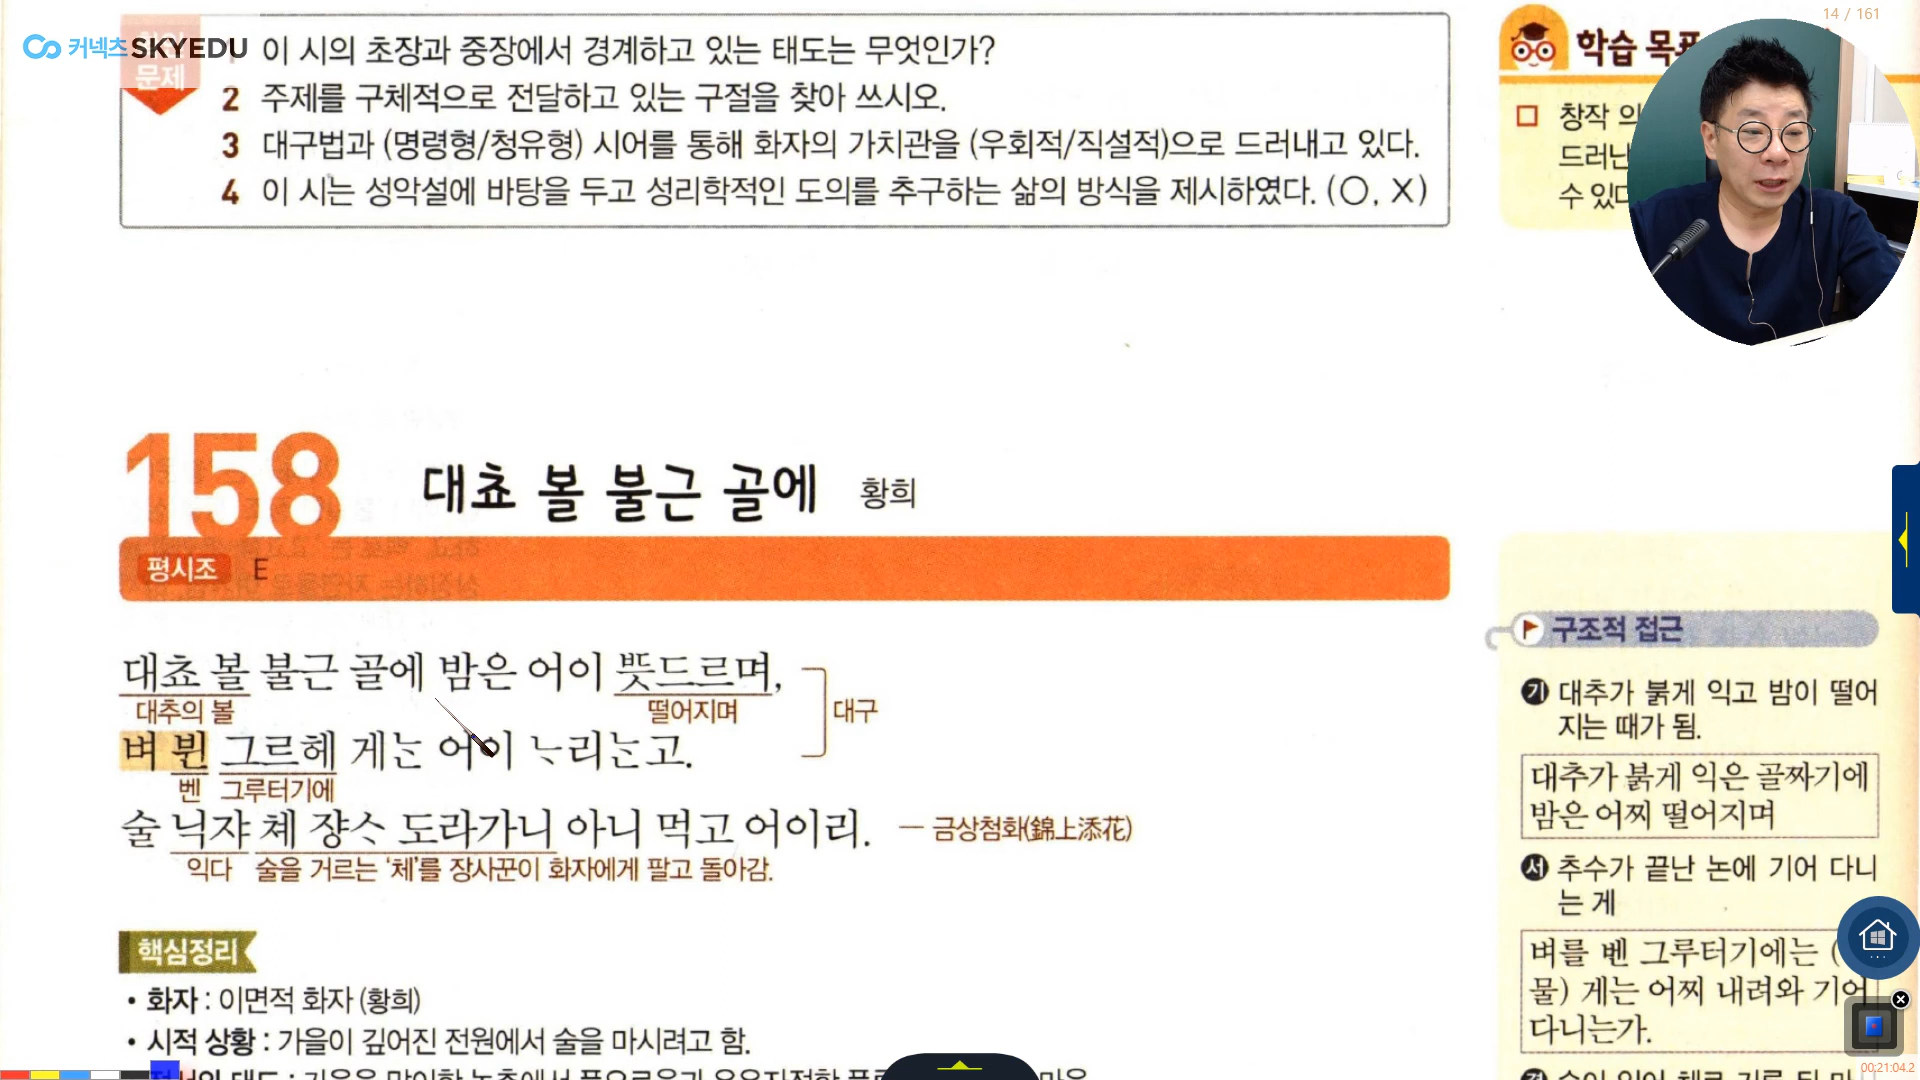 14 / 161
커넥츠 SKYEDU
문제
이 시의 초장과 중장에서 경계하고 있는 태도는 무엇인가?
2 주제를 구체적으로 전달하고 있는 구절을 찾아 쓰시오.
3 대구법과 (명령형/청유형) 시어를 통해 화자의 가치관을 (우회적/직설적)으로 드러내고 있다.
4 이 시는 성악설에 바탕을 두고 성리학적인 도의를 추구하는 삶의 방식을 제시하였다. (○, X)
학습 목표
창작 의
드러난
수 있다
158 대쵸 볼 불근 골에 황희
평시조 E
대쵸 볼 불근 골에 밤은 어이 뜻드르며,
대추의 볼 떨어지며
대구
벼 뷘 그르헤 게는 어이 ᄂᆞ리는고.
벤 그루터기에
술 닉쟈 체 쟝ᄉᆞ 도라가니 아니 먹고 어이리. — 금상첨화(錦上添花)
익다 술을 거르는 '체'를 장사꾼이 화자에게 팔고 돌아감.
핵심정리
• 화자 : 이면적 화자 (황희)
• 시적 상황 : 가을이 깊어진 전원에서 술을 마시려고 함.
구조적 접근
기 대추가 붉게 익고 밤이 떨어
지는 때가 됨.
대추가 붉게 익은 골짜기에
밤은 어찌 떨어지며
서 추수가 끝난 논에 기어 다니
는 게
벼를 벤 그루터기에는 (
물) 게는 어찌 내려와 기어
다니는가.
00:21:04.2